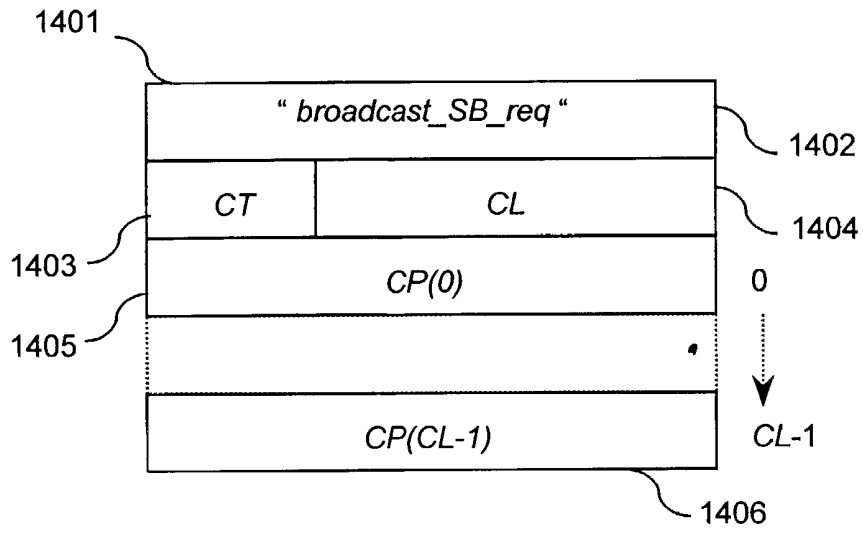 1401
“ broadcast_SB_req “
1402
CT CL
1404
1403
CP(0) 0
1405
CP(CL-1) CL-1
1406